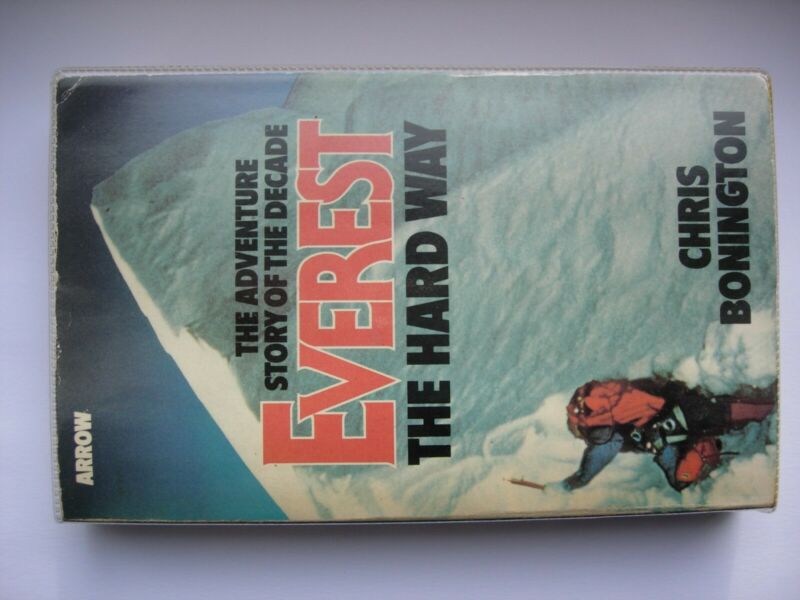 ARROW
THE ADVENTURE
STORY OF THE DECADE
EVEREST
THE HARD WAY
CHRIS
BONINGTON